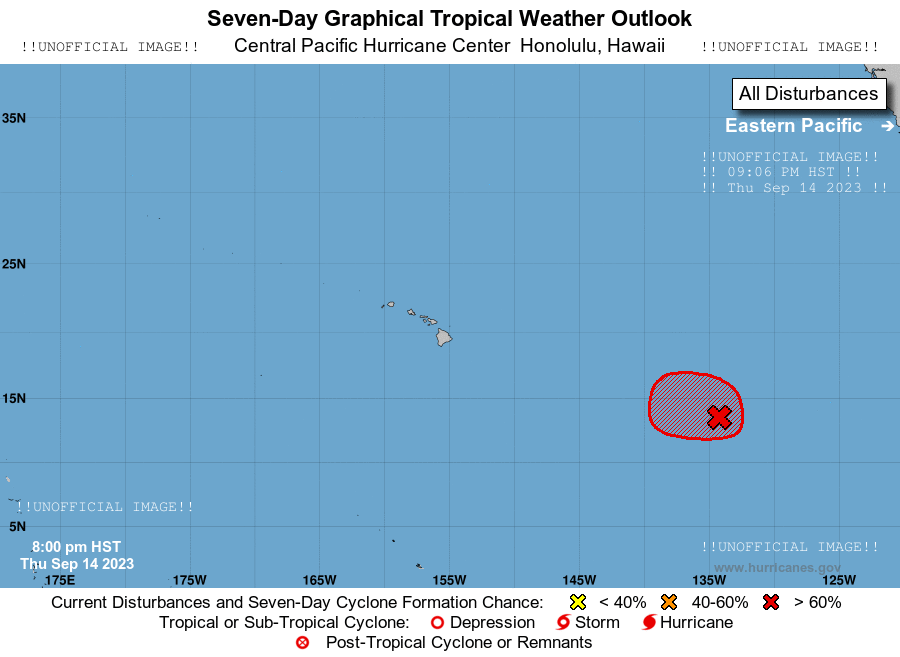 Seven-Day Graphical Tropical Weather Outlook
!!UNOFFICIAL IMAGE!! Central Pacific Hurricane Center Honolulu, Hawaii !!UNOFFICIAL IMAGE!!
All Disturbances
35N
Eastern Pacific →
!!UNOFFICIAL IMAGE!!
!! 09:06 PM HST !!
!! Thu Sep 14 2023 !!
25N
15N
!!UNOFFICIAL IMAGE!!
5N
8:00 pm HST
Thu Sep 14 2023
!!UNOFFICIAL IMAGE!!
www.hurricanes.gov
175E 175W 165W 155W 145W 135W 125W
Current Disturbances and Seven-Day Cyclone Formation Chance: < 40% 40-60% > 60%
Tropical or Sub-Tropical Cyclone: Depression Storm Hurricane
Post-Tropical Cyclone or Remnants